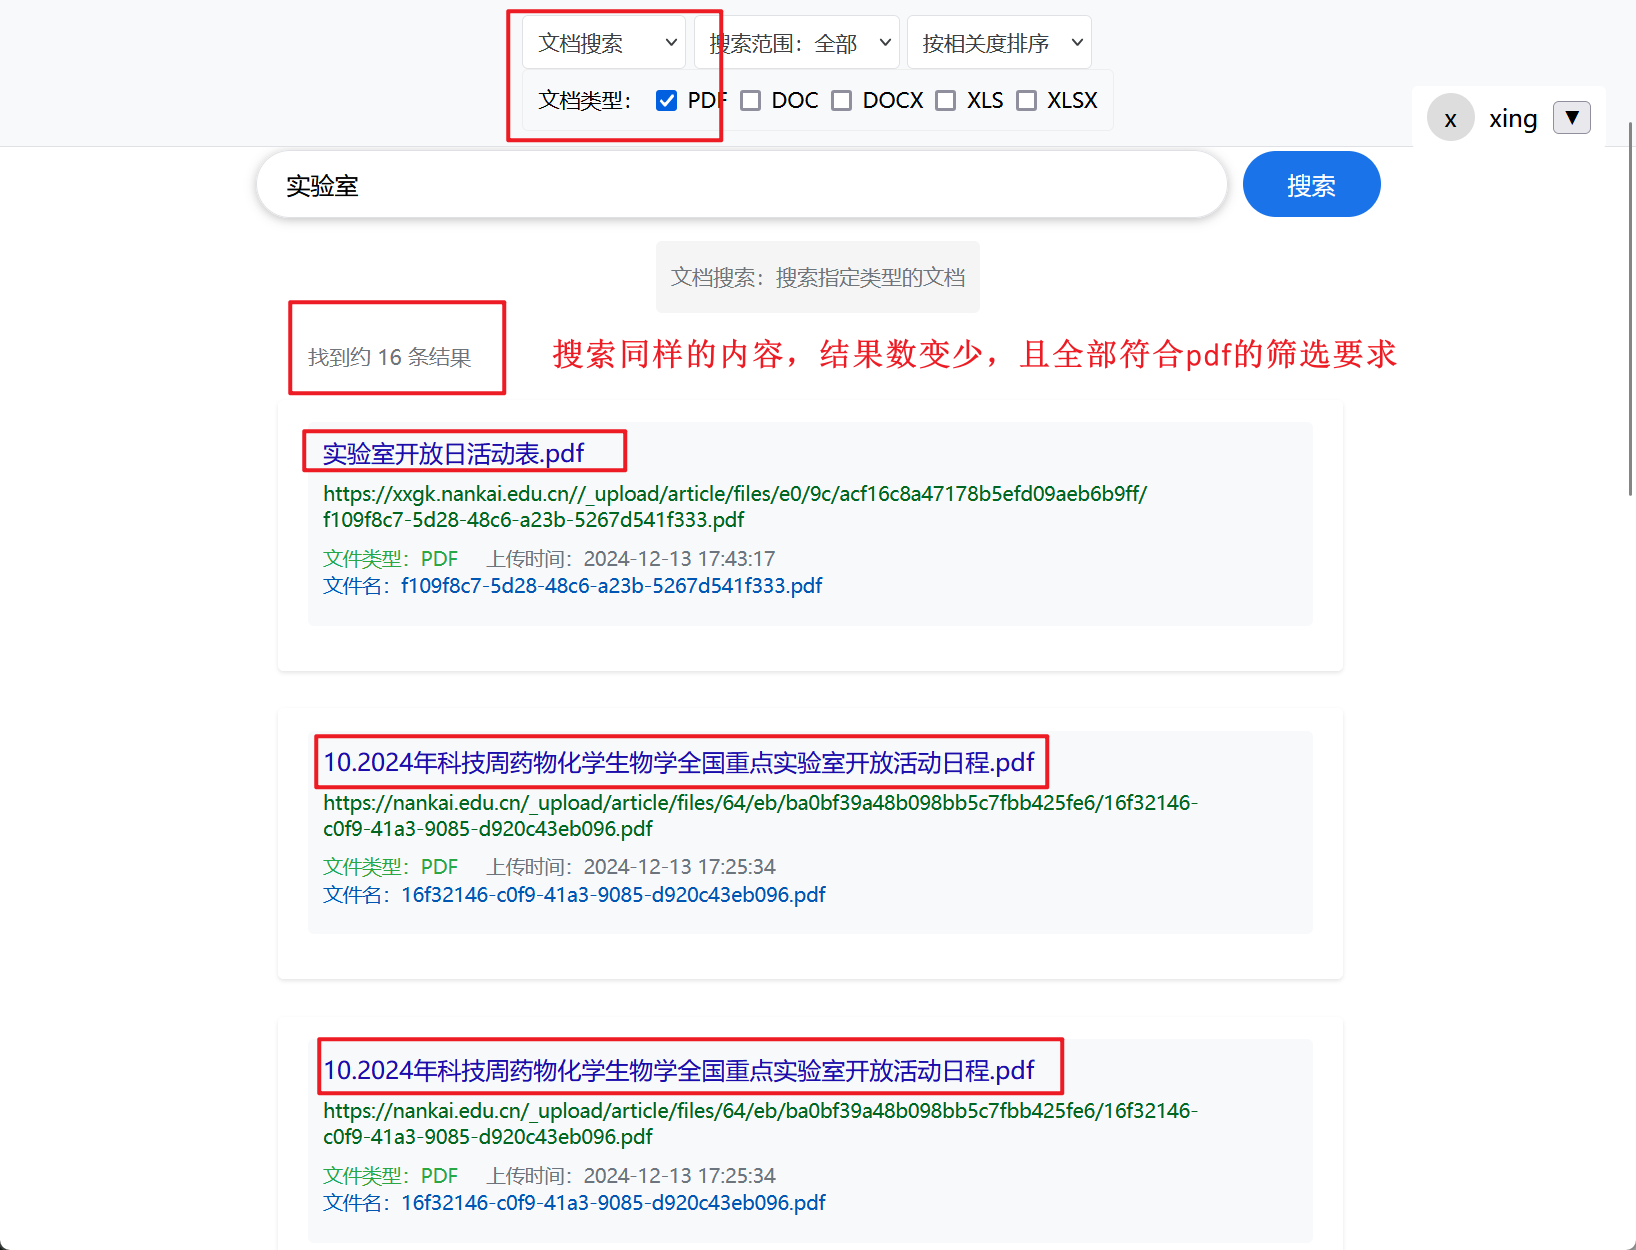 文档搜索 搜索范围：全部 按相关度排序
文档类型： PDF DOC DOCX XLS XLSX
x xing ▼
实验室 搜索
文档搜索：搜索指定类型的文档
找到约 16 条结果
搜索同样的内容，结果数变少，且全部符合pdf的筛选要求
实验室开放日活动表.pdf
https://xxgk.nankai.edu.cn//_upload/article/files/e0/9c/acf16c8a47178b5efd09aeb6b9ff/
f109f8c7-5d28-48c6-a23b-5267d541f333.pdf
文件类型：PDF 上传时间：2024-12-13 17:43:17
文件名：f109f8c7-5d28-48c6-a23b-5267d541f333.pdf
10.2024年科技周药物化学生物学全国重点实验室开放活动日程.pdf
https://nankai.edu.cn/_upload/article/files/64/eb/ba0bf39a48b098bb5c7fbb425fe6/16f32146-
c0f9-41a3-9085-d920c43eb096.pdf
文件类型：PDF 上传时间：2024-12-13 17:25:34
文件名：16f32146-c0f9-41a3-9085-d920c43eb096.pdf
10.2024年科技周药物化学生物学全国重点实验室开放活动日程.pdf
https://nankai.edu.cn/_upload/article/files/64/eb/ba0bf39a48b098bb5c7fbb425fe6/16f32146-
c0f9-41a3-9085-d920c43eb096.pdf
文件类型：PDF 上传时间：2024-12-13 17:25:34
文件名：16f32146-c0f9-41a3-9085-d920c43eb096.pdf